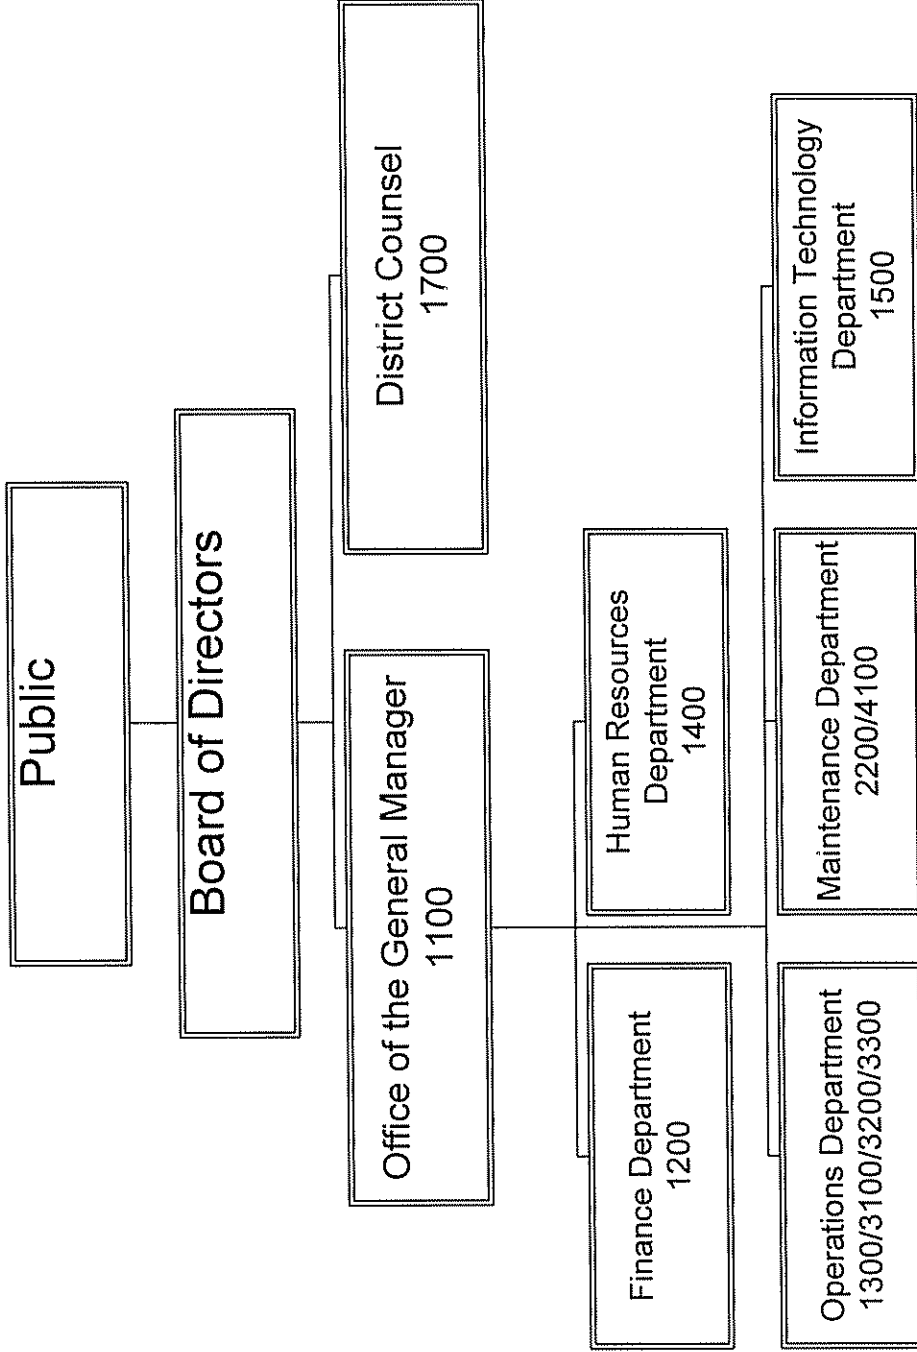 Public
Board of Directors
Office of the General Manager
1100
District Counsel
1700
Finance Department
1200
Human Resources
Department
1400
Operations Department
1300/3100/3200/3300
Maintenance Department
2200/4100
Information Technology
Department
1500